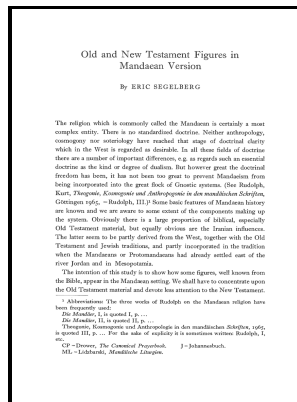 Old and New Testament Figures in
Mandaean Version
By ERIC SEGELBERG
The religion which is commonly called the Mandaean is certainly a most
complex entity. There is no standardized doctrine. Neither anthropology,
cosmogony nor soteriology have reached that stage of doctrinal clarity
which in the West is regarded as desirable. In all these fields of doctrine
there are a number of important differences, e.g. as regards such an essential
doctrine as the kind or degree of dualism. But however great the doctrinal
freedom has been, it has not been too great to prevent Mandaeism from
being incorporated into the great flock of Gnostic systems. (See Rudolph,
Kurt, Theogonie, Kosmogonie und Anthropogonie in den mandäischen Schriften,
Göttingen 1965, = Rudolph, III.)¹ Some basic features of Mandaean history
are known and we are aware to some extent of the components making up
the system. Obviously there is a large proportion of biblical, especially
Old Testament material, but equally obvious are the Iranian influences.
The latter seem to be partly derived from the West, together with the Old
Testament and Jewish traditions, and partly incorporated in the tradition
when the Mandaeans or Protomandaeans had already settled east of the
river Jordan and in Mesopotamia.
The intention of this study is to show how some figures, well known from
the Bible, appear in the Mandaean setting. We shall have to concentrate upon
the Old Testament material and devote less attention to the New Testament.
¹ Abbreviations: The three works of Rudolph on the Mandaean religion have
been frequently used:
Die Mandäer, I, is quoted I, p. ...
Die Mandäer, II, is quoted II, p. ...
Theogonie, Kosmogonie und Anthropogonie in den mandäischen Schriften, 1965,
is quoted III, p. ... For the sake of explicity it is sometimes written: Rudolph, I,
etc.
CP = Drower, The Canonical Prayerbook. J = Johannesbuch.
ML = Lidzbarski, Mandäische Liturgien.